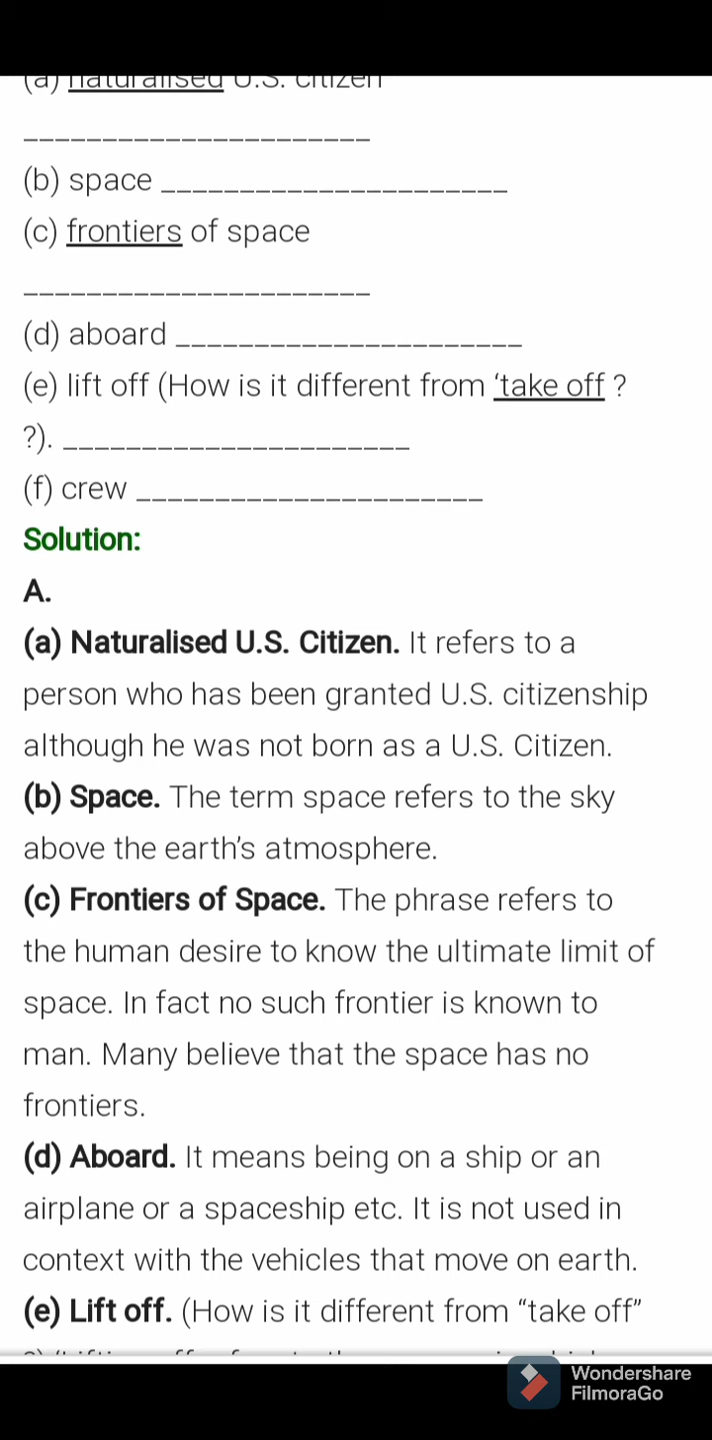 (a) naturalised U.S. citizen
______________________
(b) space ______________________
(c) frontiers of space
______________________
(d) aboard ______________________
(e) lift off (How is it different from ‘take off ?
?). ______________________
(f) crew ______________________
Solution:
A.
(a) Naturalised U.S. Citizen. It refers to a
person who has been granted U.S. citizenship
although he was not born as a U.S. Citizen.
(b) Space. The term space refers to the sky
above the earth’s atmosphere.
(c) Frontiers of Space. The phrase refers to
the human desire to know the ultimate limit of
space. In fact no such frontier is known to
man. Many believe that the space has no
frontiers.
(d) Aboard. It means being on a ship or an
airplane or a spaceship etc. It is not used in
context with the vehicles that move on earth.
(e) Lift off. (How is it different from “take off”
Wondershare
FilmoraGo